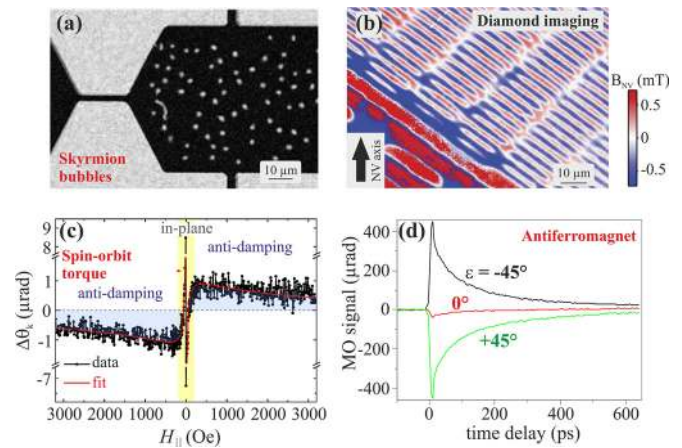 (a)
Skyrmion
bubbles
10 µm
(b)
Diamond imaging
NV axis
10 µm
B_NV (mT)
0.5
0
-0.5
(c)
in-plane
Spin-orbit
torque
anti-damping
anti-damping
9
8
1
0
-1
-7
Δθk (µrad)
data
fit
3000 2000 1000 0 1000 2000 3000
H|| (Oe)
(d)
Antiferromagnet
MO signal (µrad)
400
200
0
-200
-400
ε = -45°
0°
+45°
0 200 400 600
time delay (ps)